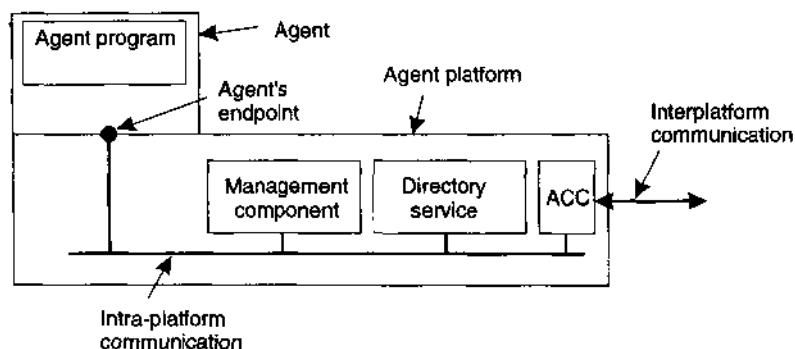 Agent program
Agent
Agent's
endpoint
Agent platform
Interplatform
communication
Management
component
Directory
service
ACC
Intra-platform
communication